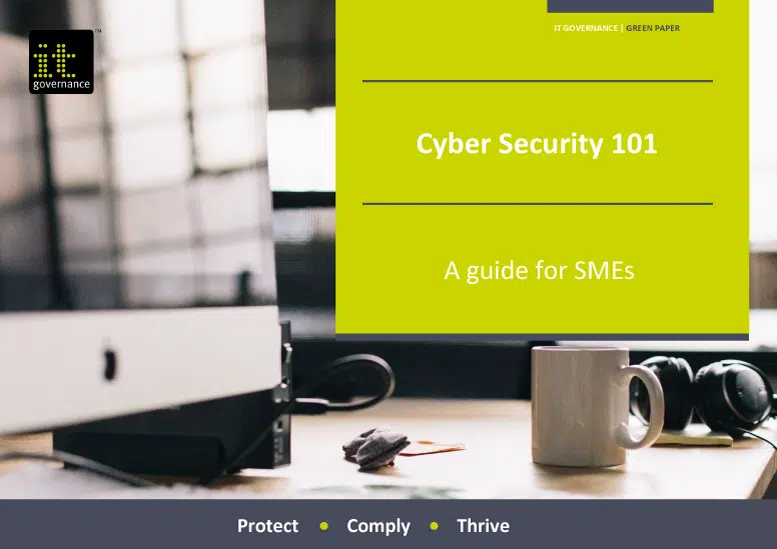 it
governance
™
IT GOVERNANCE | GREEN PAPER
Cyber Security 101
A guide for SMEs
Protect • Comply • Thrive